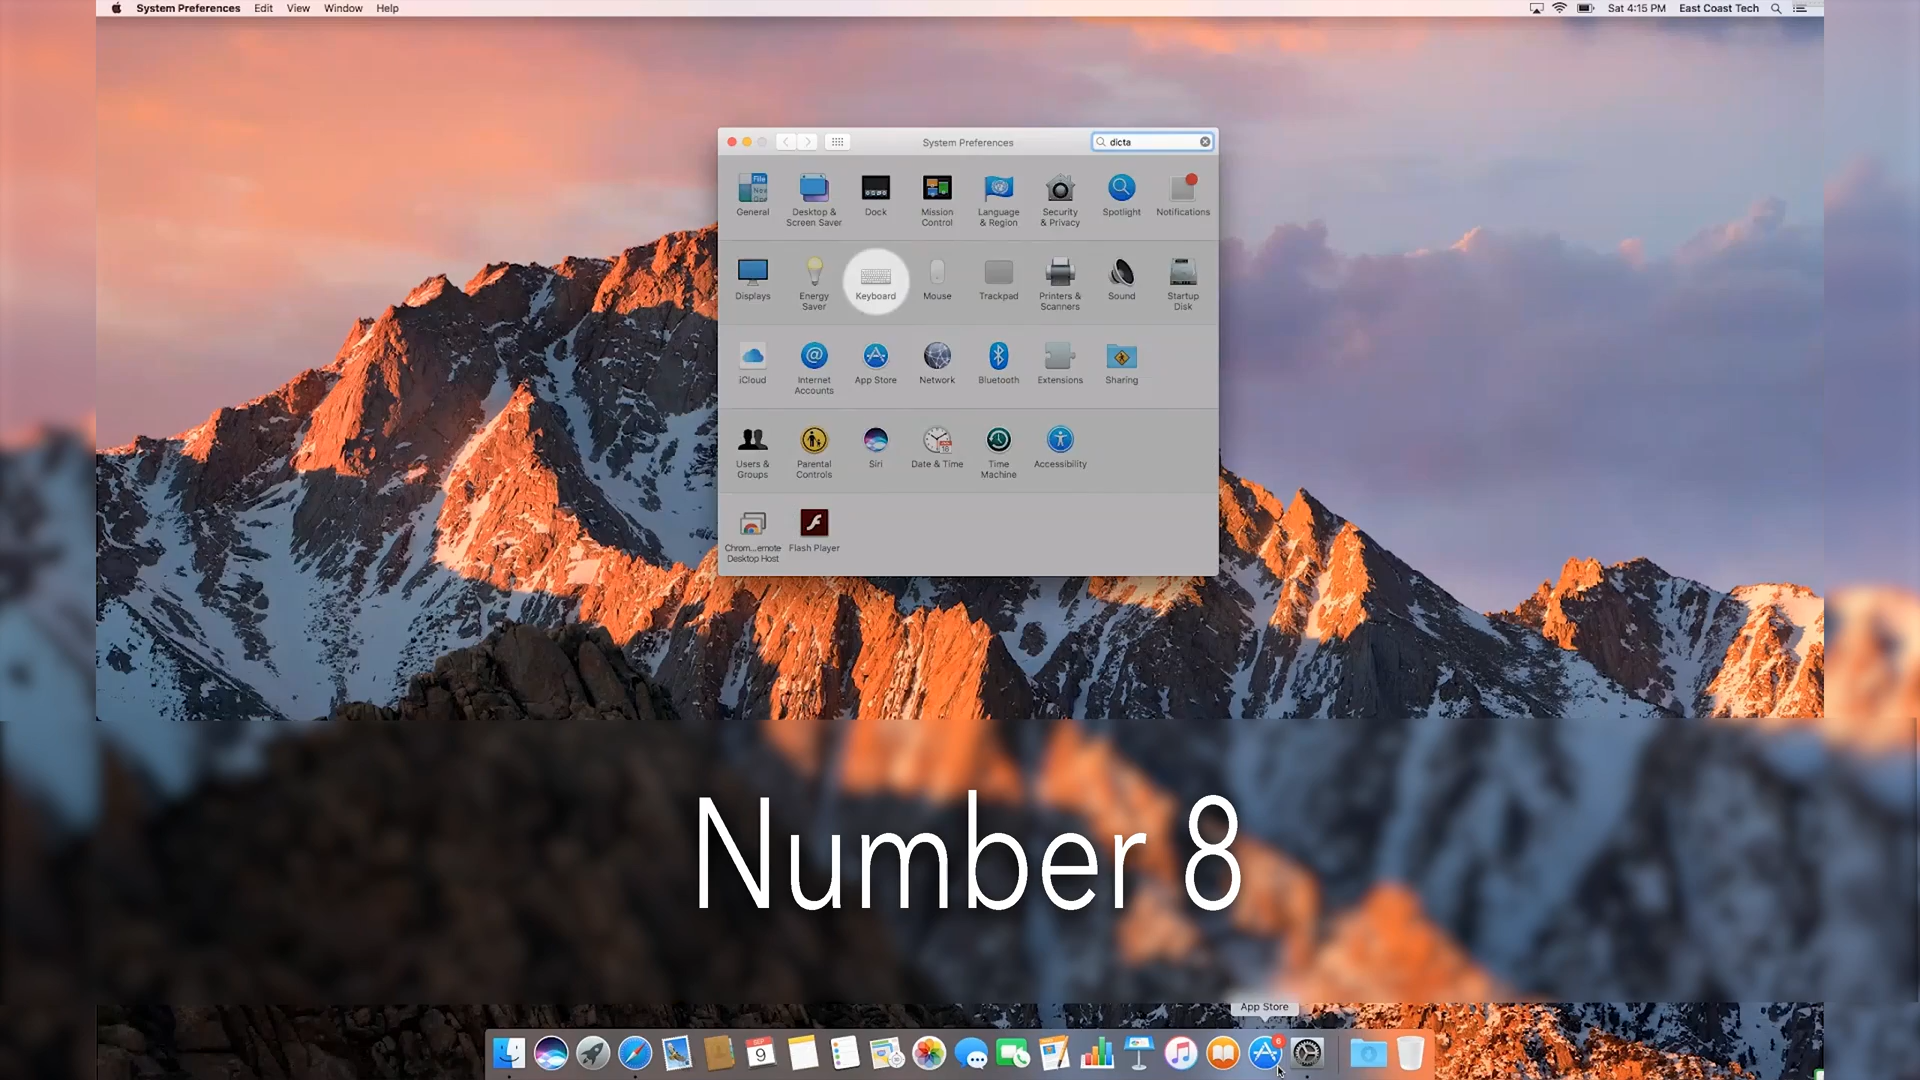 System Preferences Edit View Window Help
Sat 4:15 PM East Coast Tech
System Preferences
dicta
General
Desktop &
Screen Saver
Dock
Mission
Control
Language
& Region
Security
& Privacy
Spotlight
Notifications
Displays
Energy
Saver
Keyboard
Mouse
Trackpad
Printers &
Scanners
Sound
Startup
Disk
iCloud
Internet
Accounts
App Store
Network
Bluetooth
Extensions
Sharing
Users &
Groups
Parental
Controls
Siri
Date & Time
Time
Machine
Accessibility
Chrom...emote
Desktop Host
Flash Player
Number 8
App Store
SEP
9
6